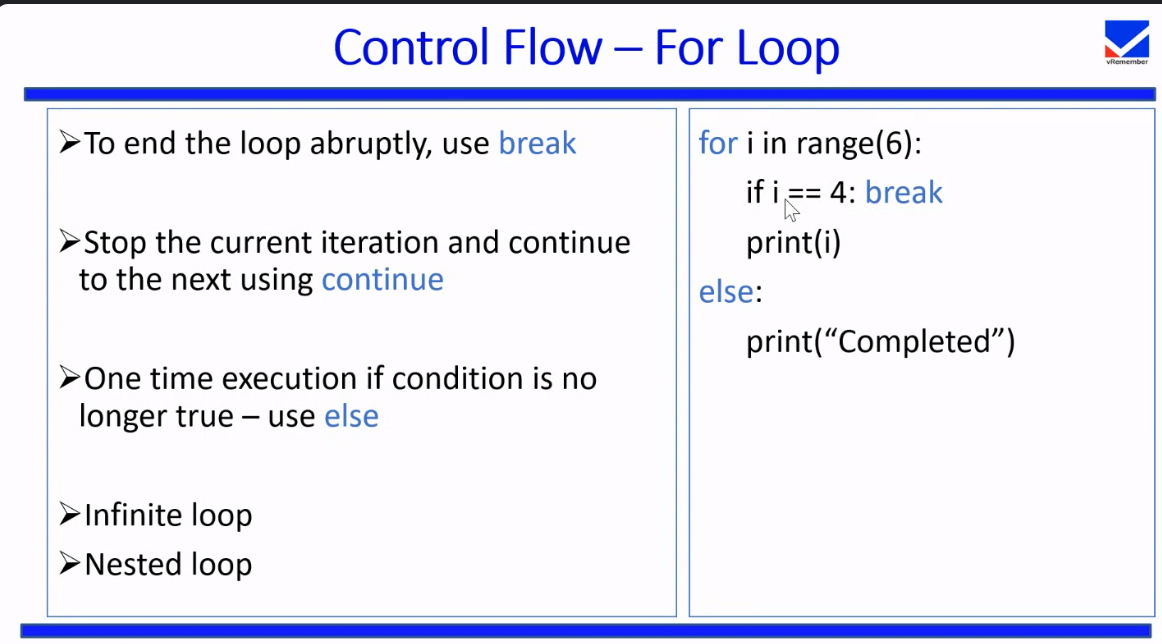 Control Flow – For Loop
vRemember
➢To end the loop abruptly, use break
➢Stop the current iteration and continue
to the next using continue
➢One time execution if condition is no
longer true – use else
➢Infinite loop
➢Nested loop
for i in range(6):
if i == 4: break
print(i)
else:
print(“Completed”)